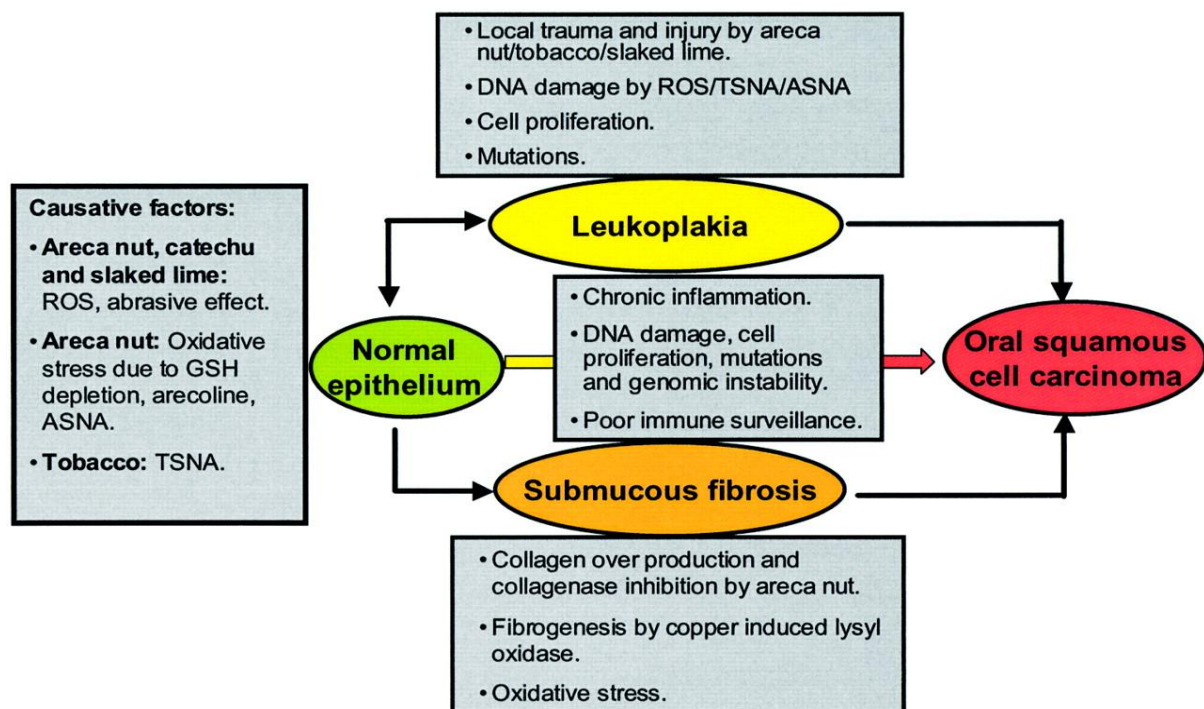 • Local trauma and injury by areca
nut/tobacco/slaked lime.
• DNA damage by ROS/TSNA/ASNA
• Cell proliferation.
• Mutations.
Causative factors:
• Areca nut, catechu
and slaked lime:
ROS, abrasive effect.
• Areca nut: Oxidative
stress due to GSH
depletion, arecoline,
ASNA.
• Tobacco: TSNA.
Leukoplakia
Normal
epithelium
• Chronic inflammation.
• DNA damage, cell
proliferation, mutations
and genomic instability.
• Poor immune surveillance.
Oral squamous
cell carcinoma
Submucous fibrosis
• Collagen over production and
collagenase inhibition by areca nut.
• Fibrogenesis by copper induced lysyl
oxidase.
• Oxidative stress.